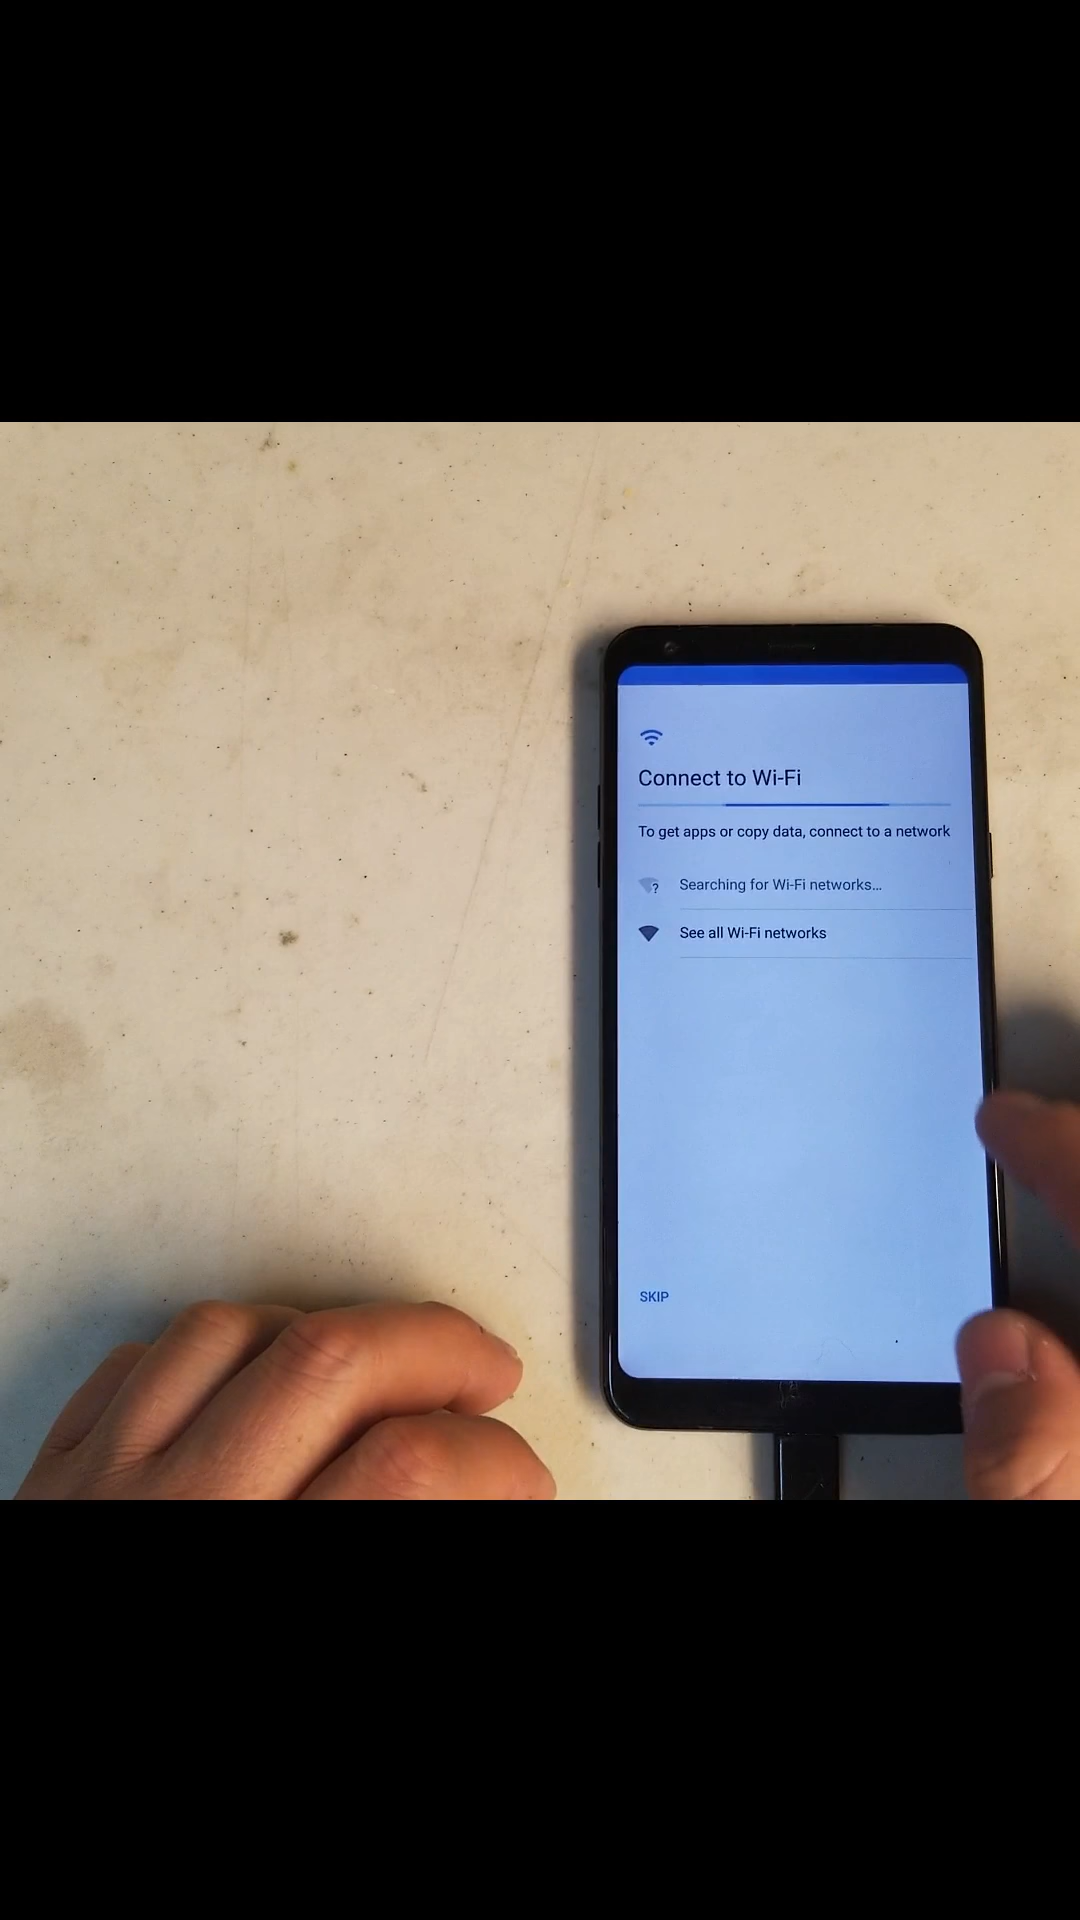 Connect to Wi-Fi
To get apps or copy data, connect to a network
Searching for Wi-Fi networks...
See all Wi-Fi networks
SKIP